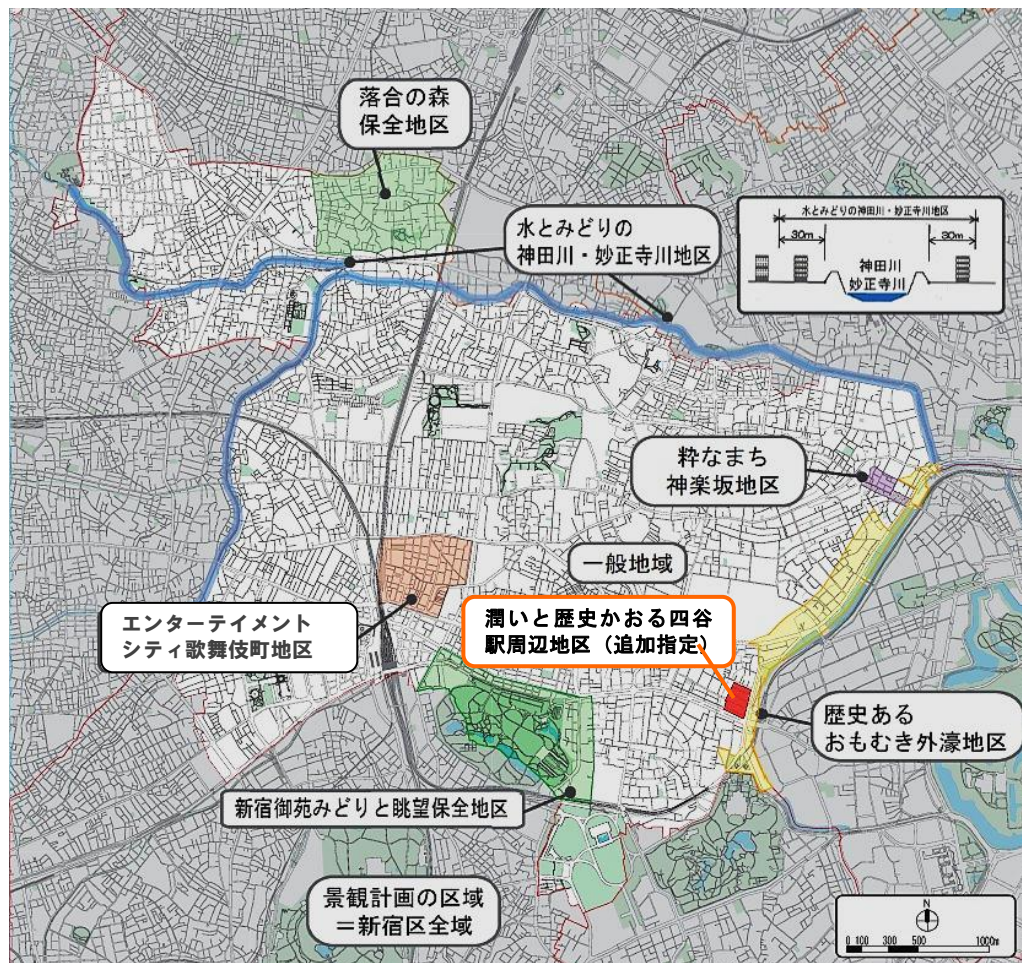 落合の森
保全地区
水とみどりの
神田川・妙正寺川地区
水とみどりの神田川・妙正寺川地区
30m
30m
神田川
妙正寺川
粋なまち
神楽坂地区
一般地域
エンターテイメント
シティ歌舞伎町地区
潤いと歴史かおる四谷
駅周辺地区（追加指定）
歴史ある
おもむき外濠地区
新宿御苑みどりと眺望保全地区
景観計画の区域
＝新宿区全域
N
0 100 300 500 1000m